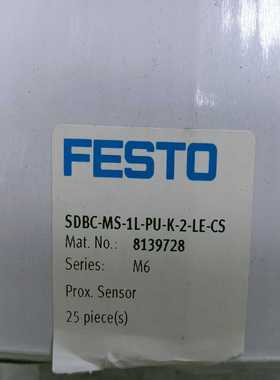 FESTO
SDBC-MS-1L-PU-K-2-LE-CS
Mat. No.: 8139728
Series: M6
Prox. Sensor
25 piece(s)